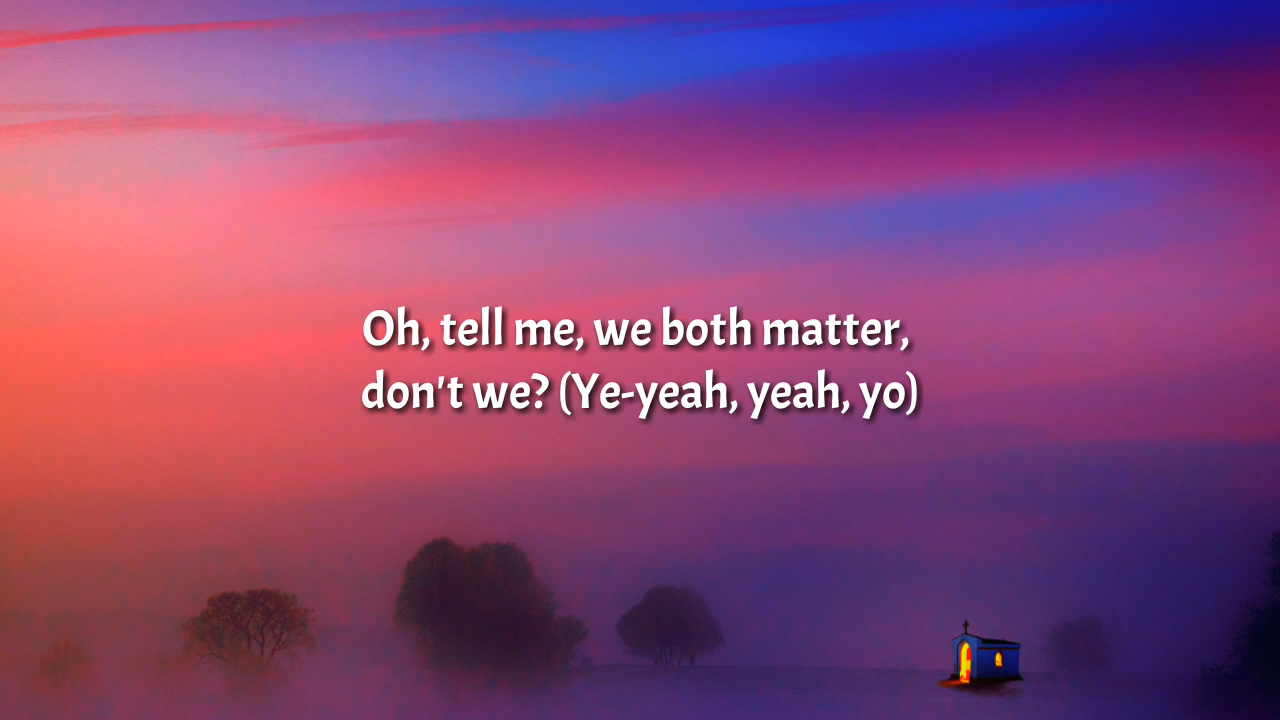 Oh, tell me, we both matter,
don't we? (Ye-yeah, yeah, yo)